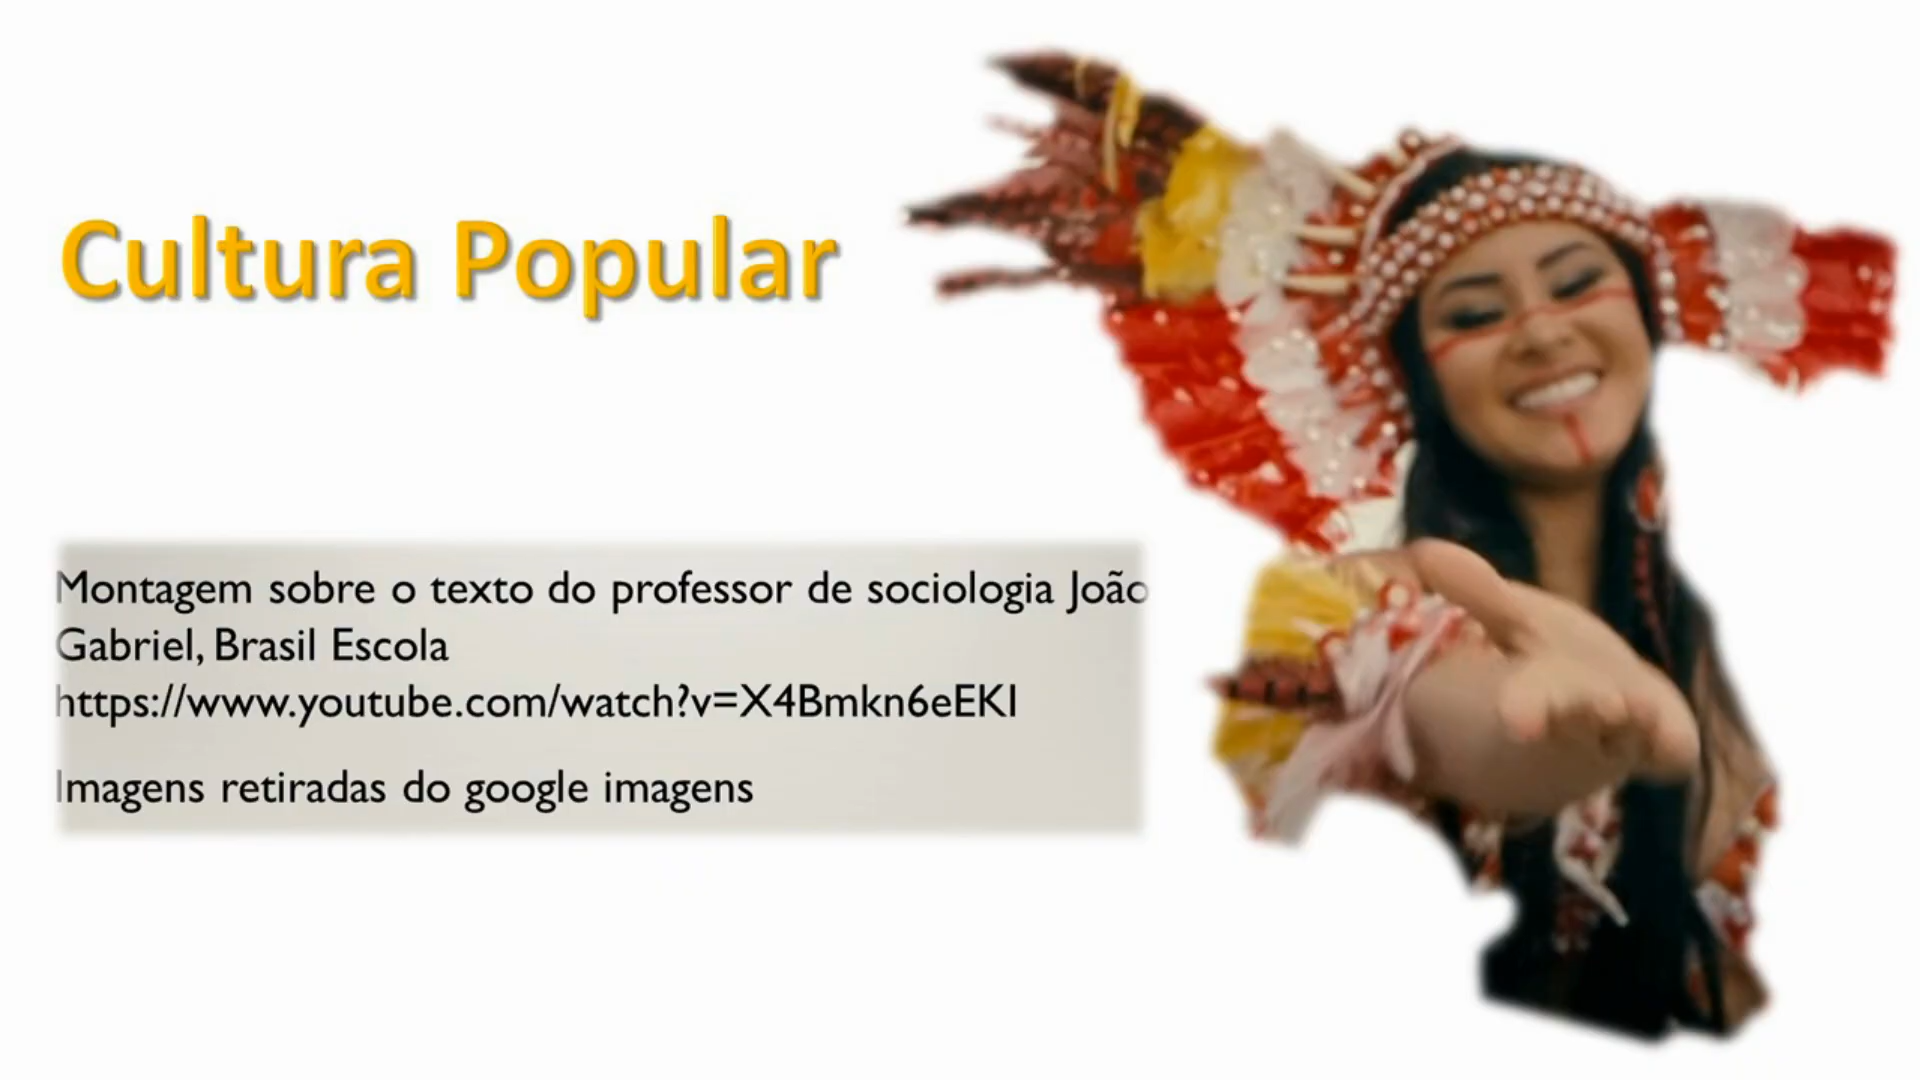 Cultura Popular
Montagem sobre o texto do professor de sociologia João
Gabriel, Brasil Escola
https://www.youtube.com/watch?v=X4Bmkn6eEKI
Imagens retiradas do google imagens